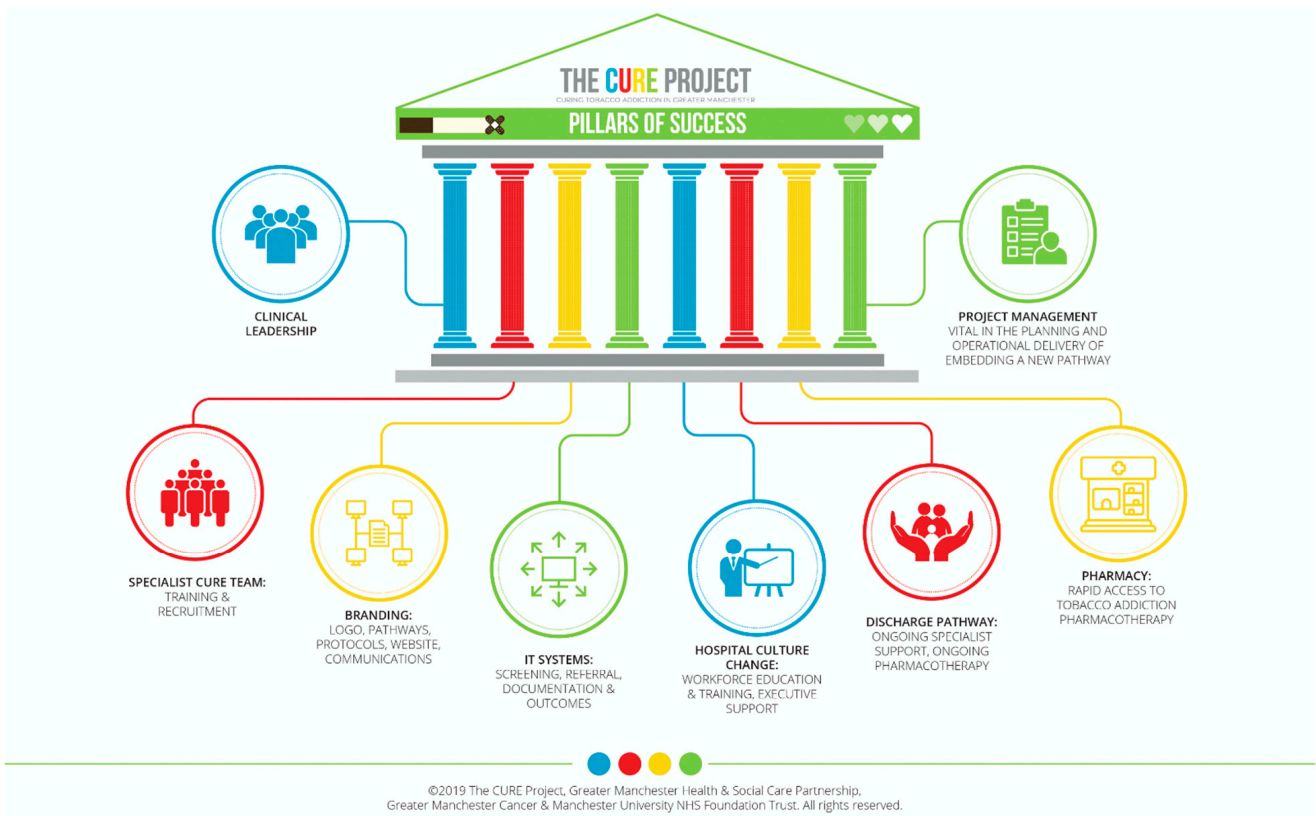 THE CURE PROJECT
CURING TOBACCO ADDICTION IN GREATER MANCHESTER
PILLARS OF SUCCESS
CLINICAL
LEADERSHIP
PROJECT MANAGEMENT
VITAL IN THE PLANNING AND
OPERATIONAL DELIVERY OF
EMBEDDING A NEW PATHWAY
SPECIALIST CURE TEAM:
TRAINING &
RECRUITMENT
BRANDING:
LOGO, PATHWAYS,
PROTOCOLS, WEBSITE,
COMMUNICATIONS
IT SYSTEMS:
SCREENING, REFERRAL,
DOCUMENTATION &
OUTCOMES
HOSPITAL CULTURE
CHANGE:
WORKFORCE EDUCATION
& TRAINING, EXECUTIVE
SUPPORT
DISCHARGE PATHWAY:
ONGOING SPECIALIST
SUPPORT, ONGOING
PHARMACOTHERAPY
PHARMACY:
RAPID ACCESS TO
TOBACCO ADDICTION
PHARMACOTHERAPY
©2019 The CURE Project, Greater Manchester Health & Social Care Partnership,
Greater Manchester Cancer & Manchester University NHS Foundation Trust. All rights reserved.